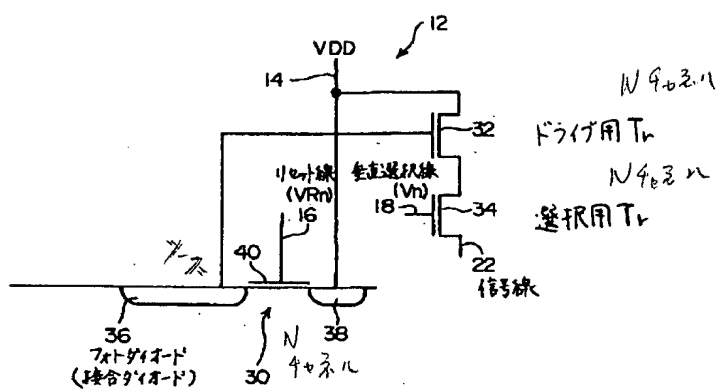 12
VDD
14
Nチャネル
32
ドライブ用Tr
リセット線
(VRn)
垂直選択線
(Vn)
Nチャネル
16
18
34
選択用Tr
40
22
信号線
ソース
36
38
フォトダイオード
(接合ダイオード)
30
N
チャネル